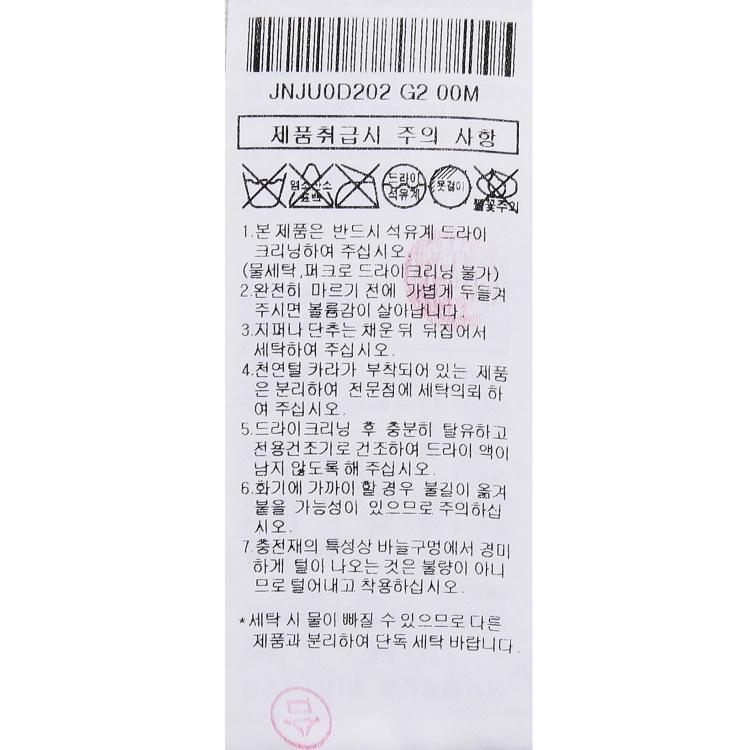 JNJU0D202 G2 00M
제품취급시 주의 사항
염소산소
표백
드라이
석유계
옷걸이
불꽃주의
1.본 제품은 반드시 석유계 드라이
크리닝하여 주십시오.
(물세탁,퍼크로 드라이크리닝 불가)
2.완전히 마르기 전에 가볍게 두들겨
주시면 볼륨감이 살아납니다.
3.지퍼나 단추는 채운 뒤 뒤집어서
세탁하여 주십시오.
4.천연털 카라가 부착되어 있는 제품
은 분리하여 전문점에 세탁의뢰 하
여 주십시오.
5.드라이크리닝 후 충분히 탈유하고
전용건조기로 건조하여 드라이 액이
남지 않도록 해 주십시오.
6.화기에 가까이 할 경우 불길이 옮겨
붙을 가능성이 있으므로 주의하십
시오.
7.충전재의 특성상 바늘구멍에서 경미
하게 털이 나오는 것은 불량이 아니
므로 털어내고 착용하십시오.
*세탁 시 물이 빠질 수 있으므로 다른
제품과 분리하여 단독 세탁 바랍니다.